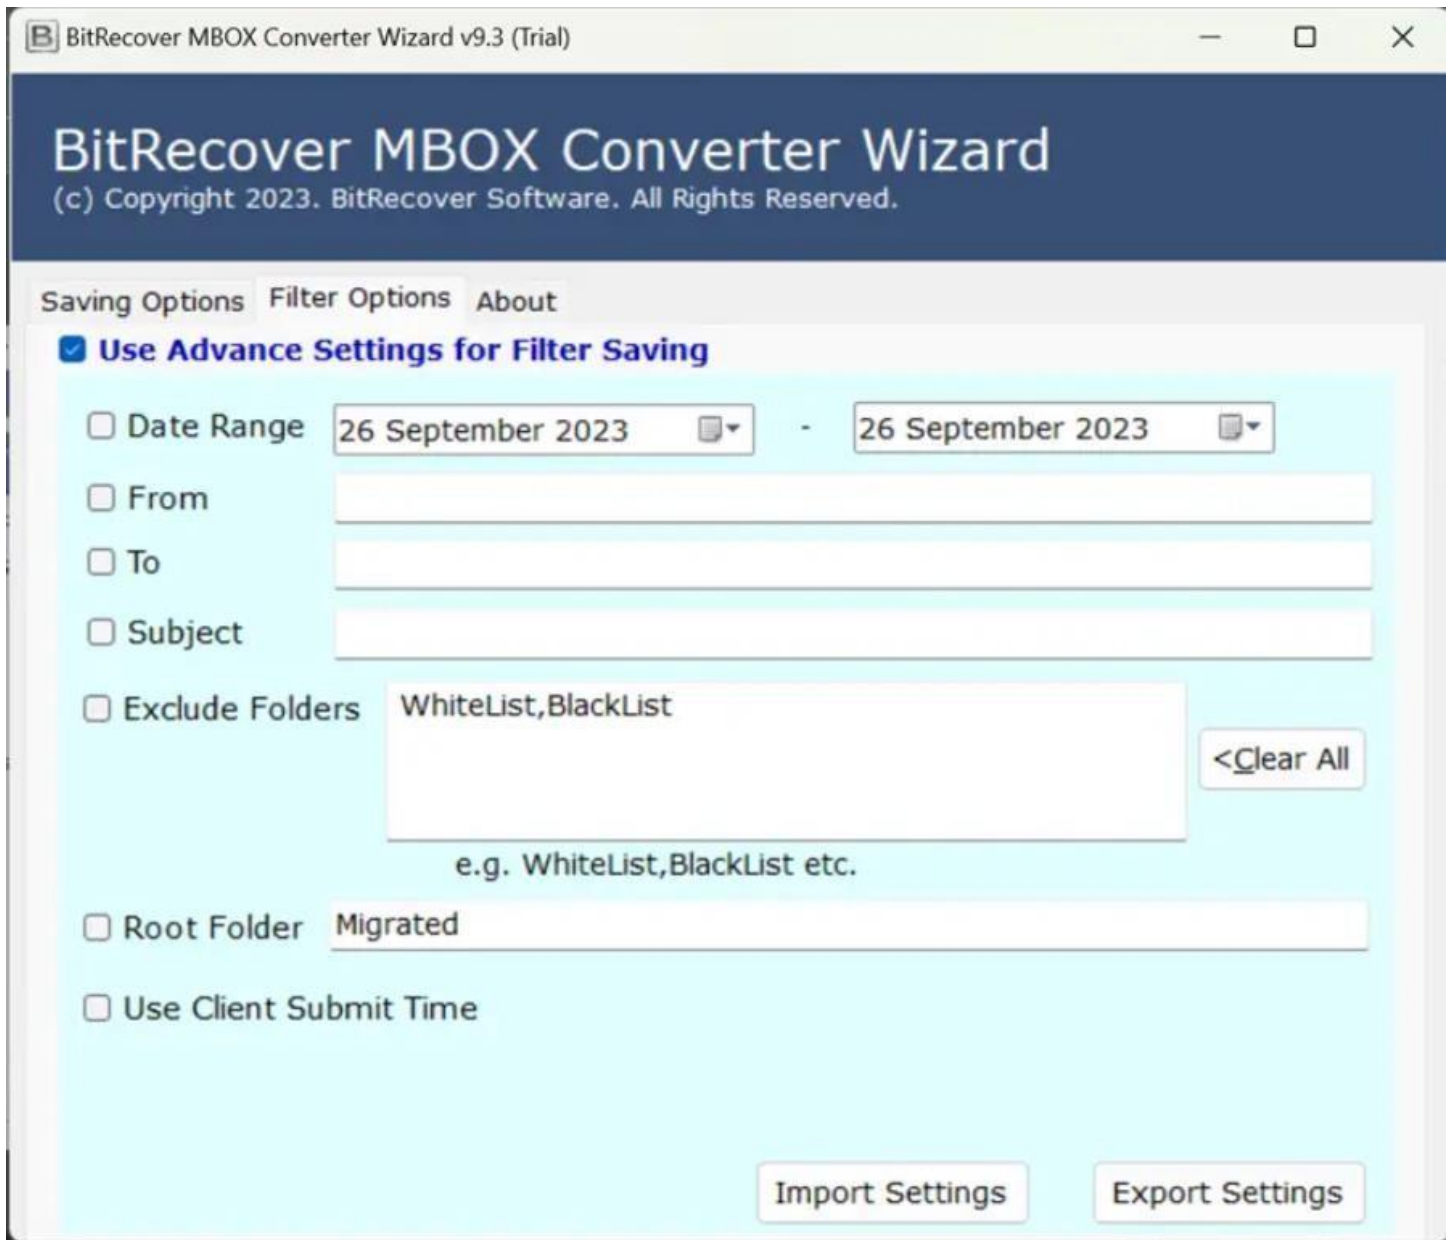 BitRecover MBOX Converter Wizard v9.3 (Trial)
BitRecover MBOX Converter Wizard
(c) Copyright 2023. BitRecover Software. All Rights Reserved.
Saving Options Filter Options About
Use Advance Settings for Filter Saving
Date Range 26 September 2023 - 26 September 2023
From
To
Subject
Exclude Folders WhiteList,BlackList
<Clear All
e.g. WhiteList,BlackList etc.
Root Folder Migrated
Use Client Submit Time
Import Settings Export Settings